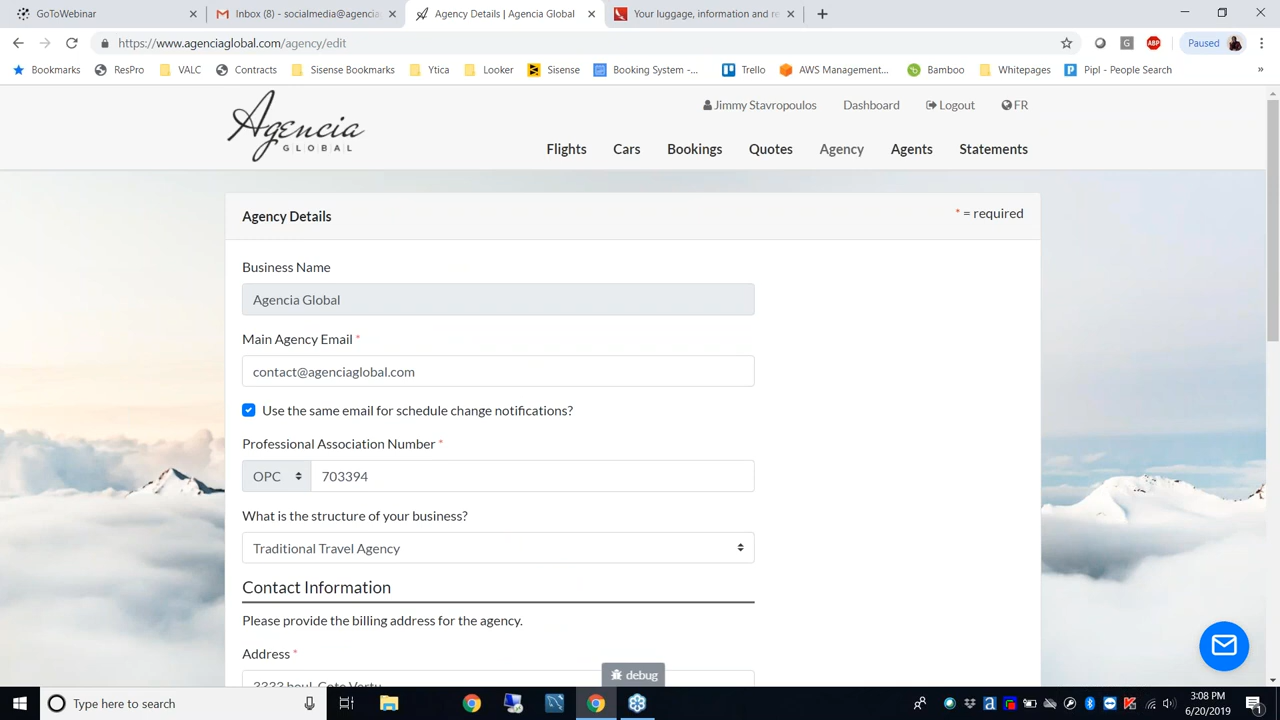 GoToWebinar
Inbox (8) - socialmedia@agencia
Agency Details | Agencia Global
Your luggage, information and re
https://www.agenciaglobal.com/agency/edit
Paused
Bookmarks
ResPro
VALC
Contracts
Sisense Bookmarks
Ytica
Looker
Sisense
Booking System -...
Trello
AWS Management...
Bamboo
Whitepages
Pipl - People Search
Agencia
GLOBAL
Jimmy Stavropoulos
Dashboard
Logout
FR
Flights
Cars
Bookings
Quotes
Agency
Agents
Statements
Agency Details
* = required
Business Name
Agencia Global
Main Agency Email *
contact@agenciaglobal.com
Use the same email for schedule change notifications?
Professional Association Number *
OPC
703394
What is the structure of your business?
Traditional Travel Agency
Contact Information
Please provide the billing address for the agency.
Address *
3333 boul. Cote Vertu
debug
Type here to search
3:08 PM
6/20/2019